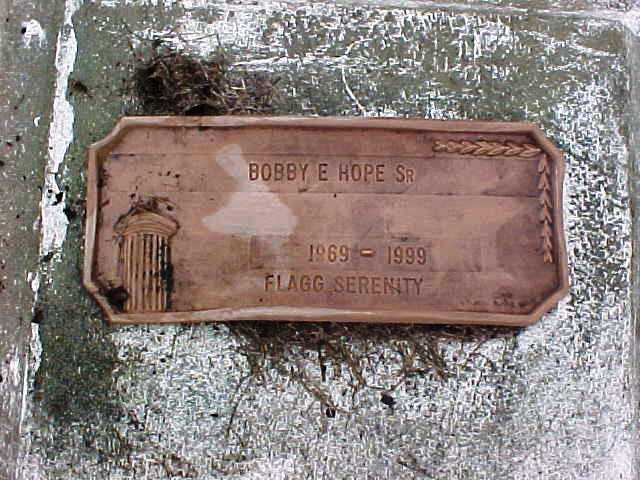 BOBBY E HOPE SR
1969 - 1999
FLAGG SERENITY